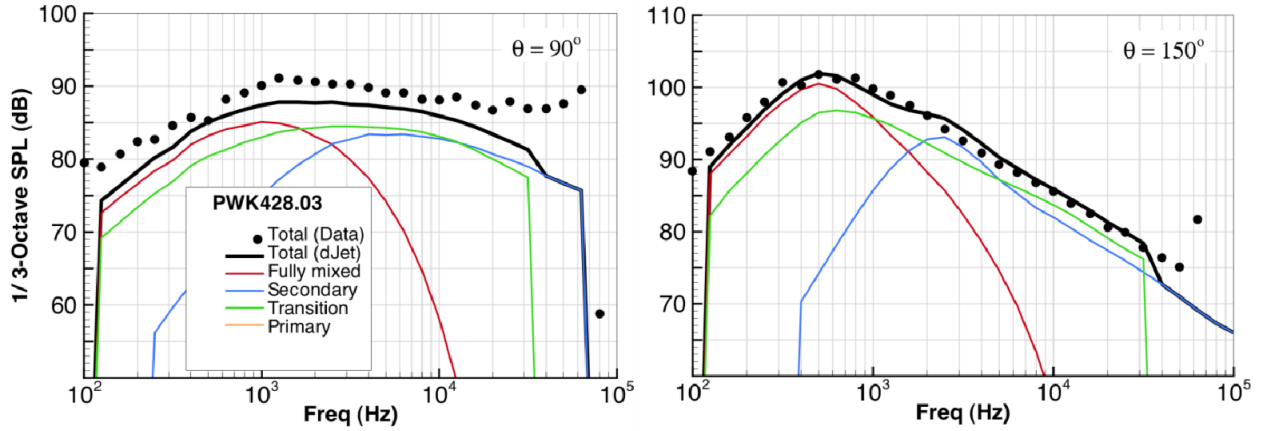 100
90
80
70
60
1/ 3-Octave SPL (dB)
θ = 90°
PWK428.03
Total (Data)
Total (dJet)
Fully mixed
Secondary
Transition
Primary
10² 10³ 10⁴ 10⁵
Freq (Hz)
110
100
90
80
70
θ = 150°
10² 10³ 10⁴ 10⁵
Freq (Hz)